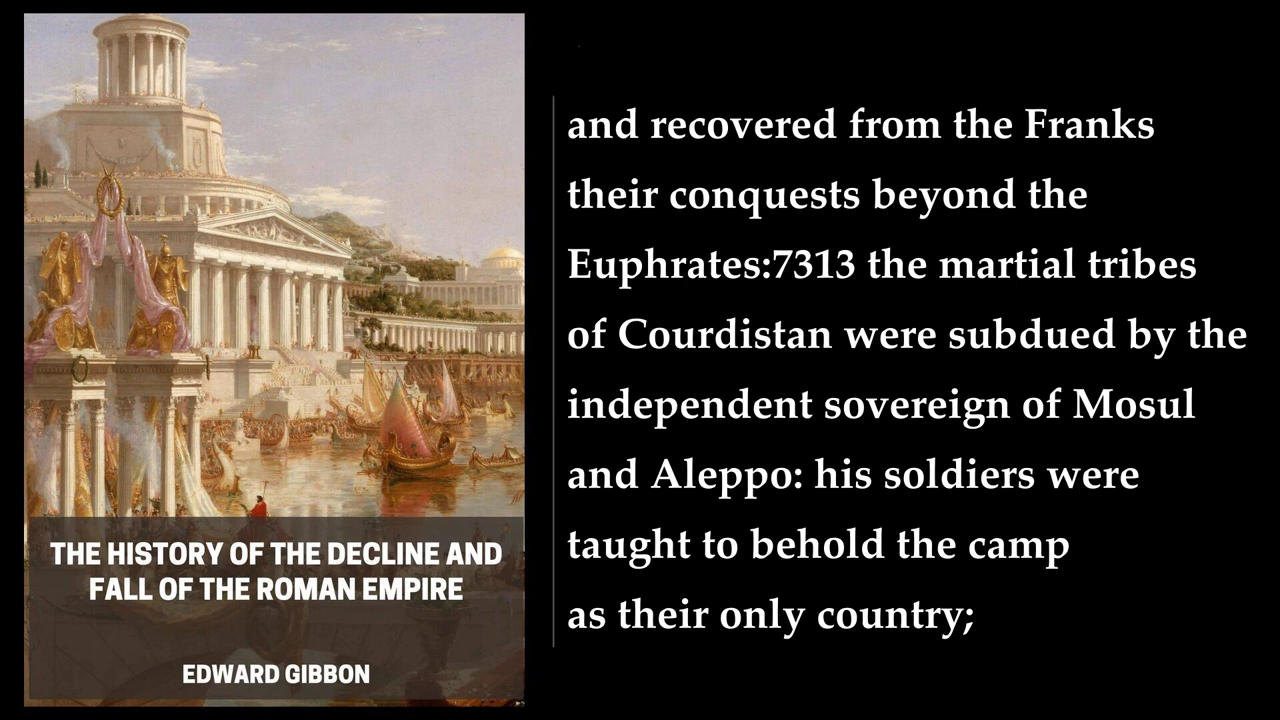 THE HISTORY OF THE DECLINE AND
FALL OF THE ROMAN EMPIRE
EDWARD GIBBON
and recovered from the Franks
their conquests beyond the
Euphrates:7313 the martial tribes
of Courdistan were subdued by the
independent sovereign of Mosul
and Aleppo: his soldiers were
taught to behold the camp
as their only country;